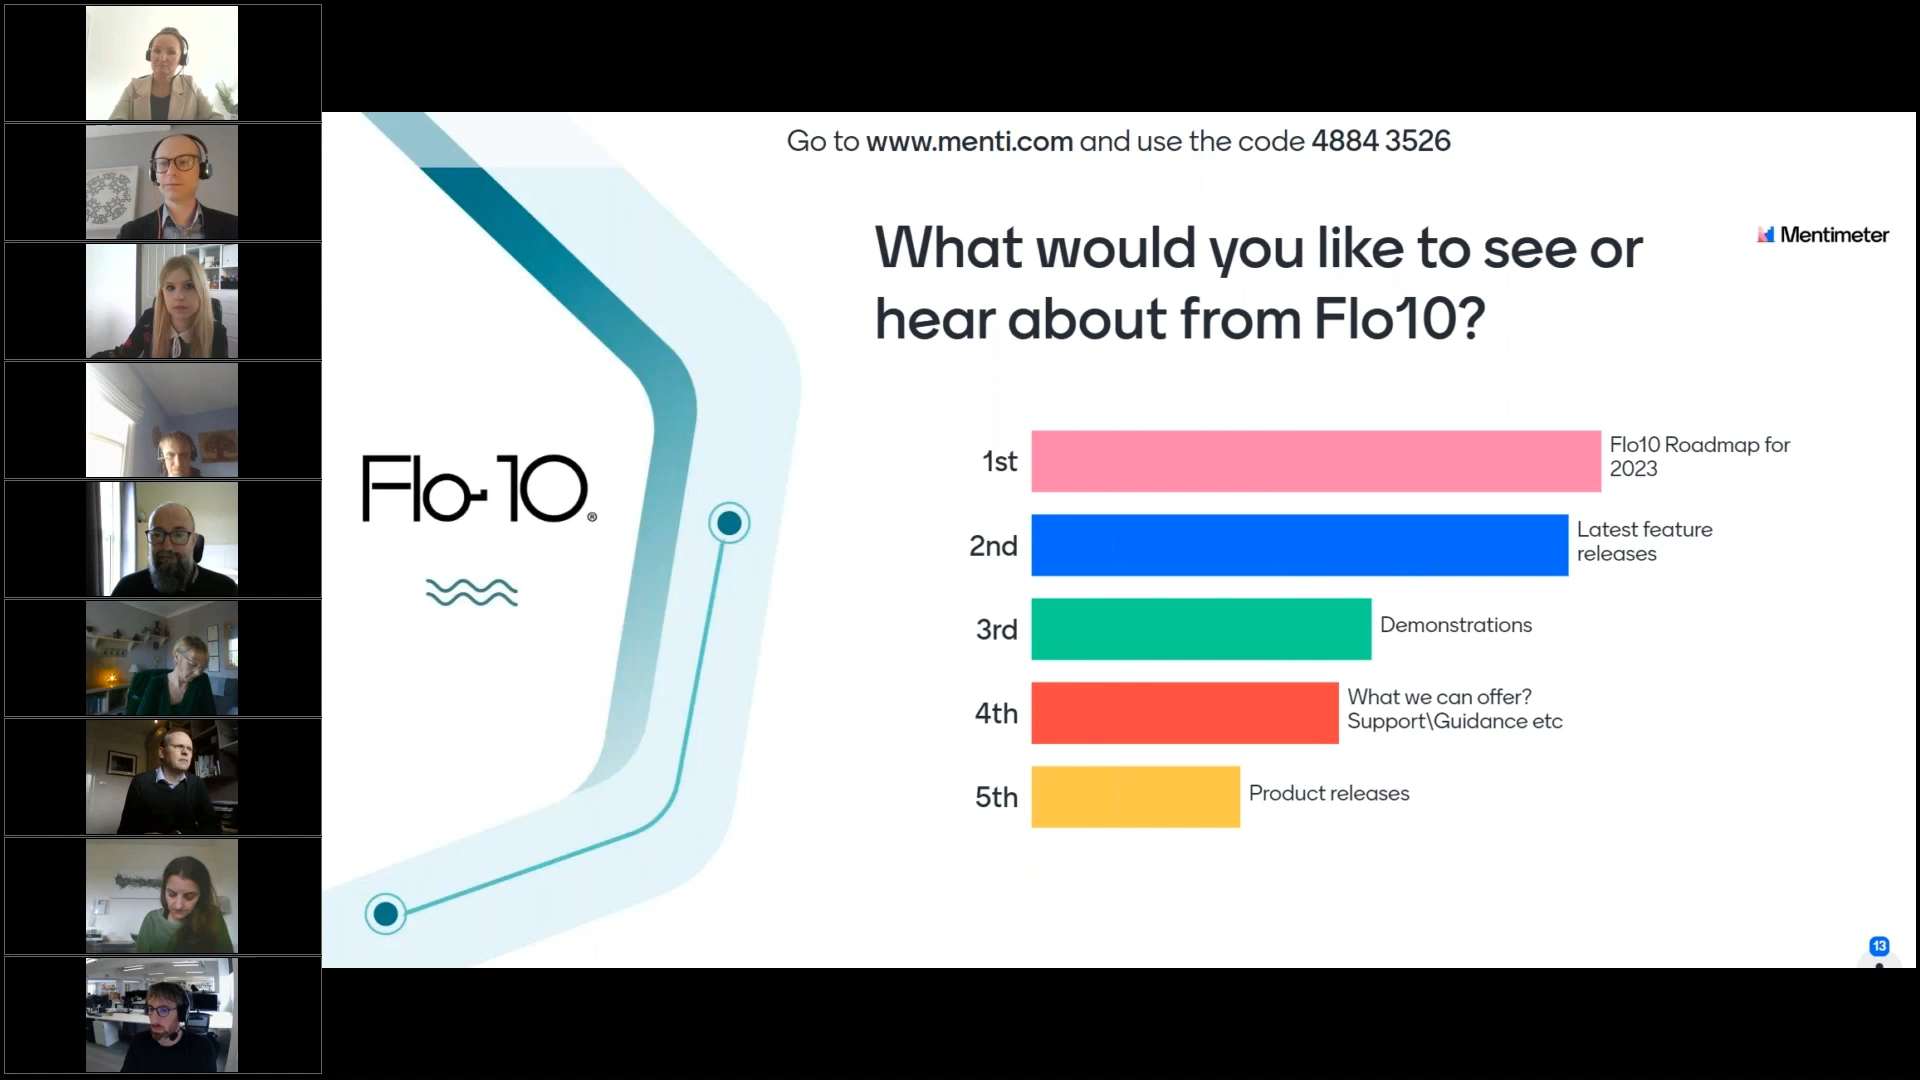 Go to www.menti.com and use the code 4884 3526
What would you like to see or
hear about from Flo10?
Mentimeter
Flo10®
1st
Flo10 Roadmap for
2023
2nd
Latest feature
releases
3rd
Demonstrations
4th
What we can offer?
Support\Guidance etc
5th
Product releases
13